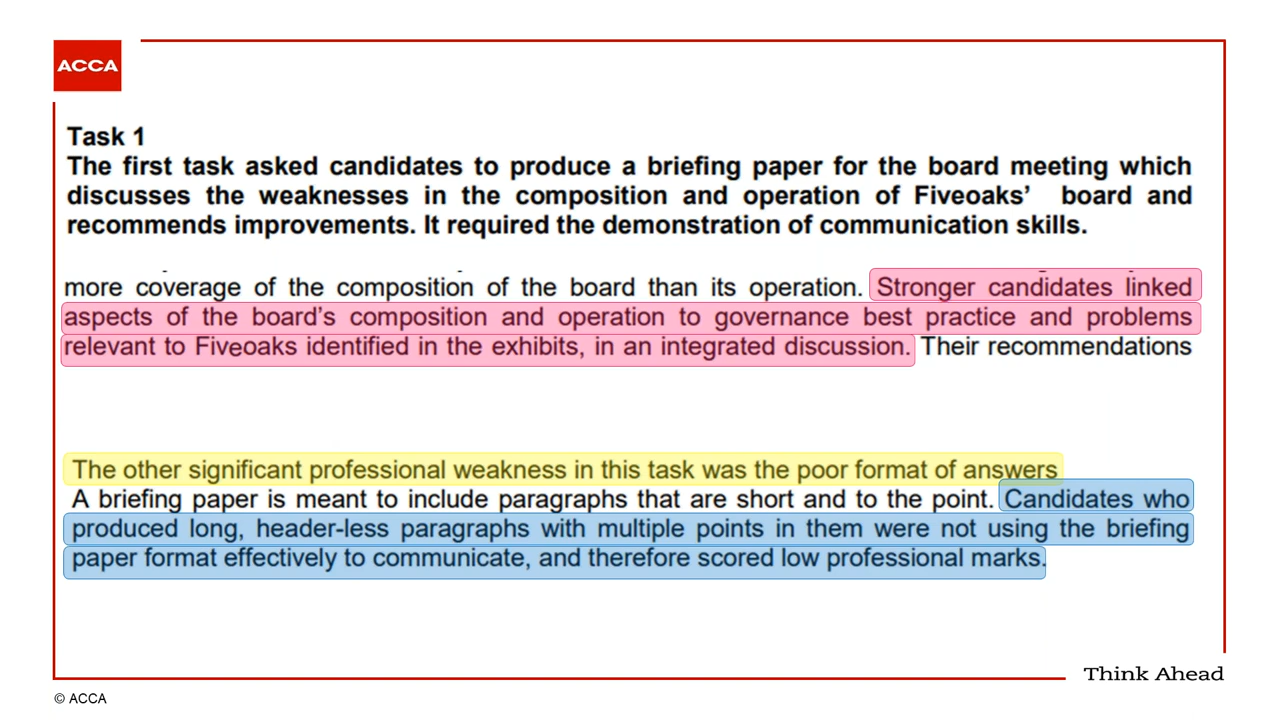 ACCA
Task 1
The first task asked candidates to produce a briefing paper for the board meeting which
discusses the weaknesses in the composition and operation of Fiveoaks' board and
recommends improvements. It required the demonstration of communication skills.
more coverage of the composition of the board than its operation. Stronger candidates linked
aspects of the board's composition and operation to governance best practice and problems
relevant to Fiveoaks identified in the exhibits, in an integrated discussion. Their recommendations
The other significant professional weakness in this task was the poor format of answers
A briefing paper is meant to include paragraphs that are short and to the point. Candidates who
produced long, header-less paragraphs with multiple points in them were not using the briefing
paper format effectively to communicate, and therefore scored low professional marks.
Think Ahead
© ACCA